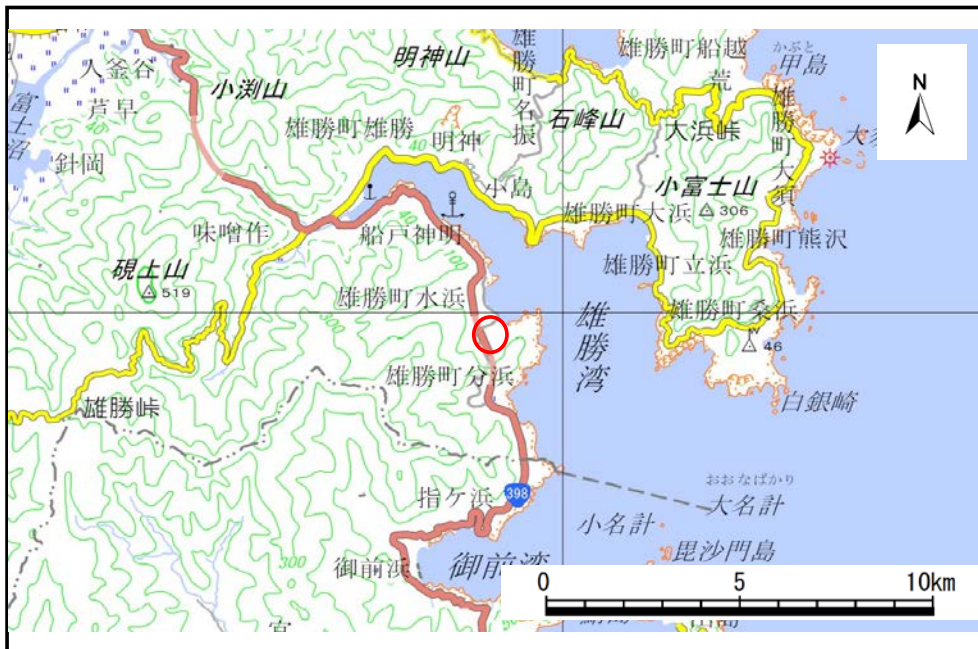 入釜谷
芦早
富士沼
針岡
小渕山
明神山
雄勝町名振
雄勝町船越
荒
かぶと
甲島
N
雄勝町雄勝
明神
石峰山
大浜峠
雄勝町大須
小島
小富士山
306
味噌作
船戸神明
雄勝町大浜
雄勝町熊沢
硯上山
519
雄勝町水浜
雄勝町立浜
雄勝町桑浜
46
雄勝湾
雄勝町分浜
白銀崎
雄勝峠
指ケ浜
398
おおなばかり
大名計
小名計
御前浜
御前湾
毘沙門島
0 5 10km
40
40
40
100
300
300
300